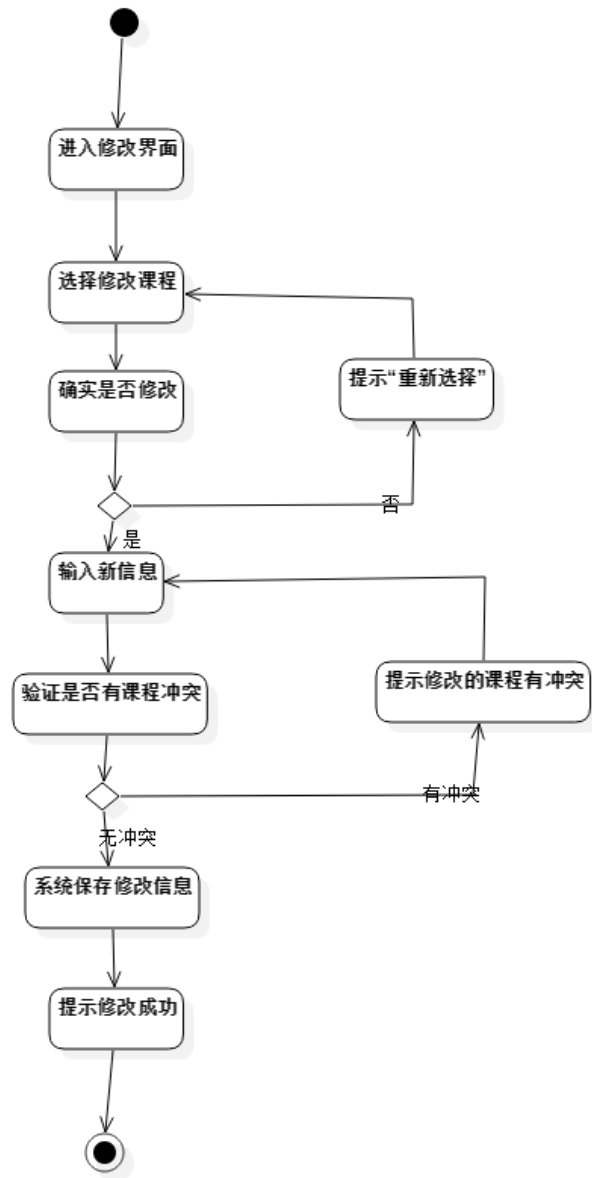 进入修改界面
选择修改课程
提示“重新选择”
确实是否修改
否
是
输入新信息
提示修改的课程有冲突
验证是否有课程冲突
有冲突
无冲突
系统保存修改信息
提示修改成功